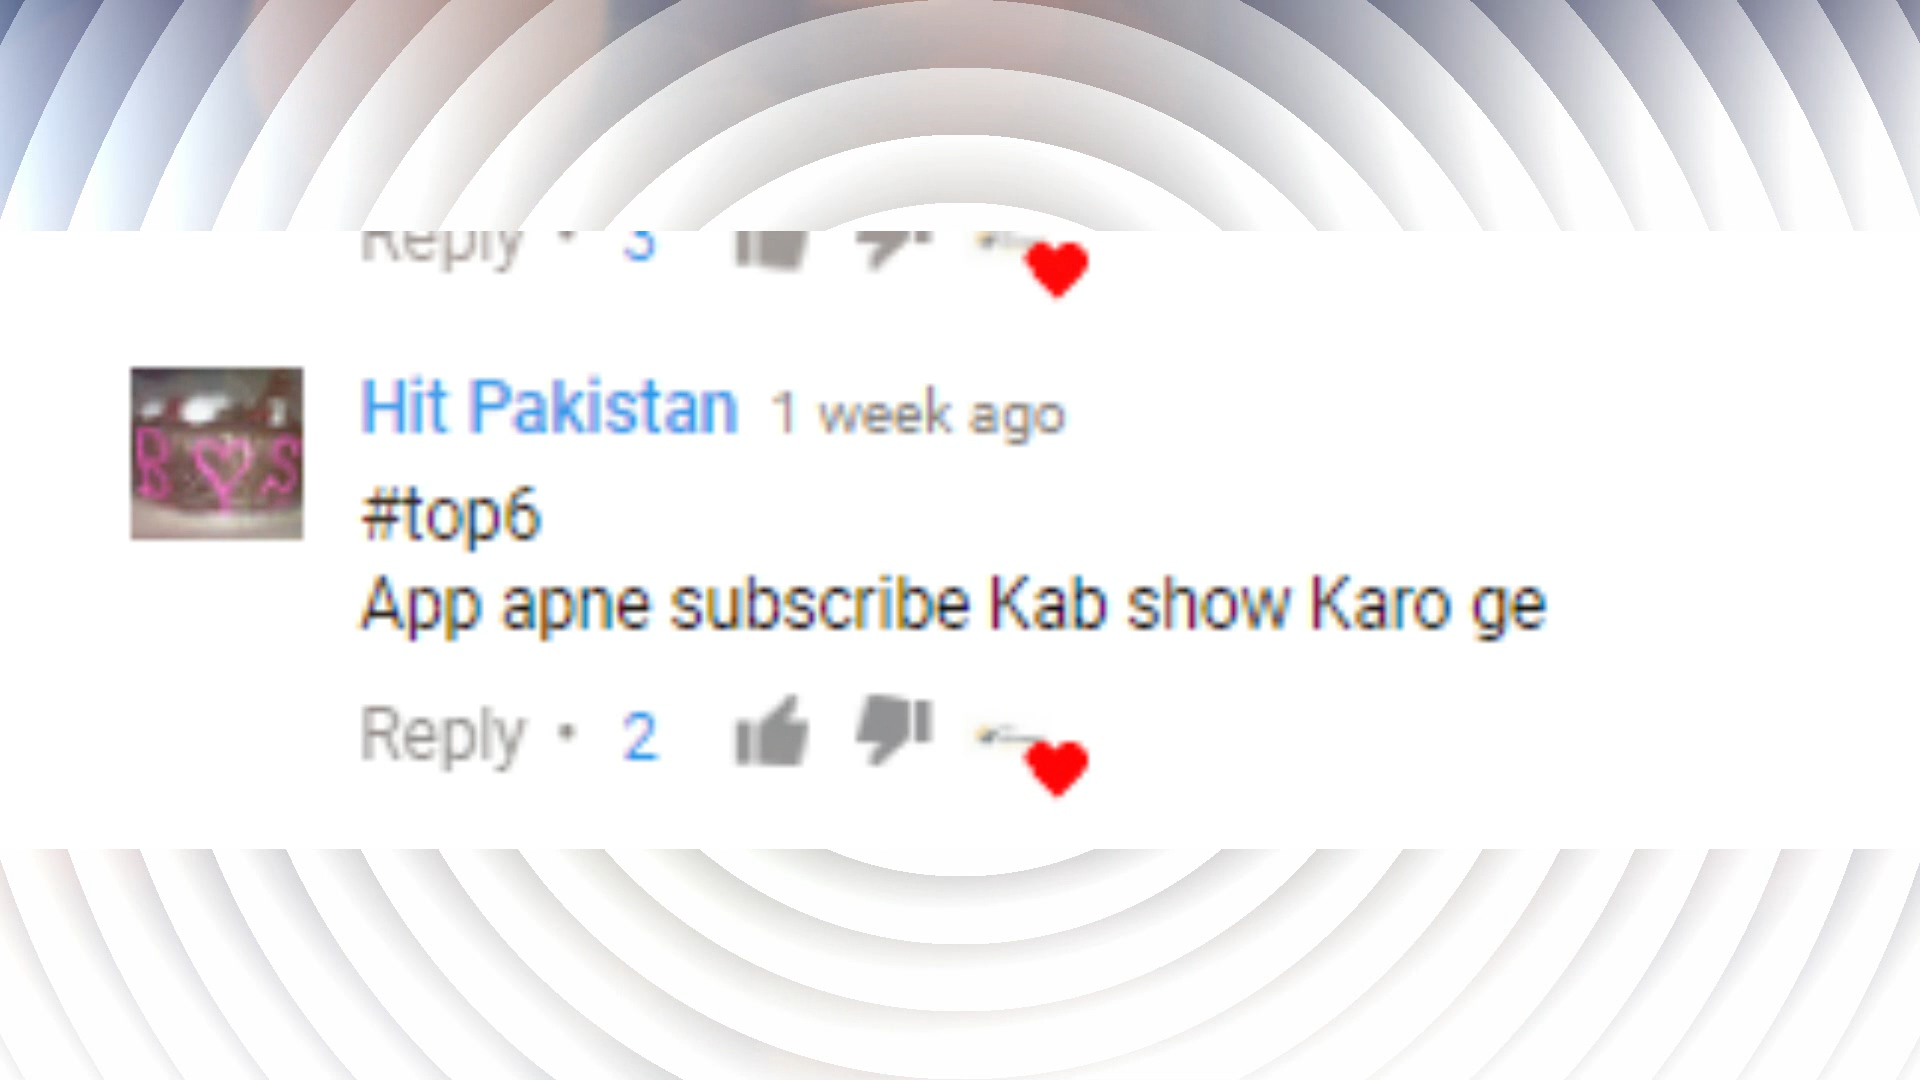 Reply • 3
Hit Pakistan 1 week ago
B S
#top6
App apne subscribe Kab show Karo ge
Reply • 2